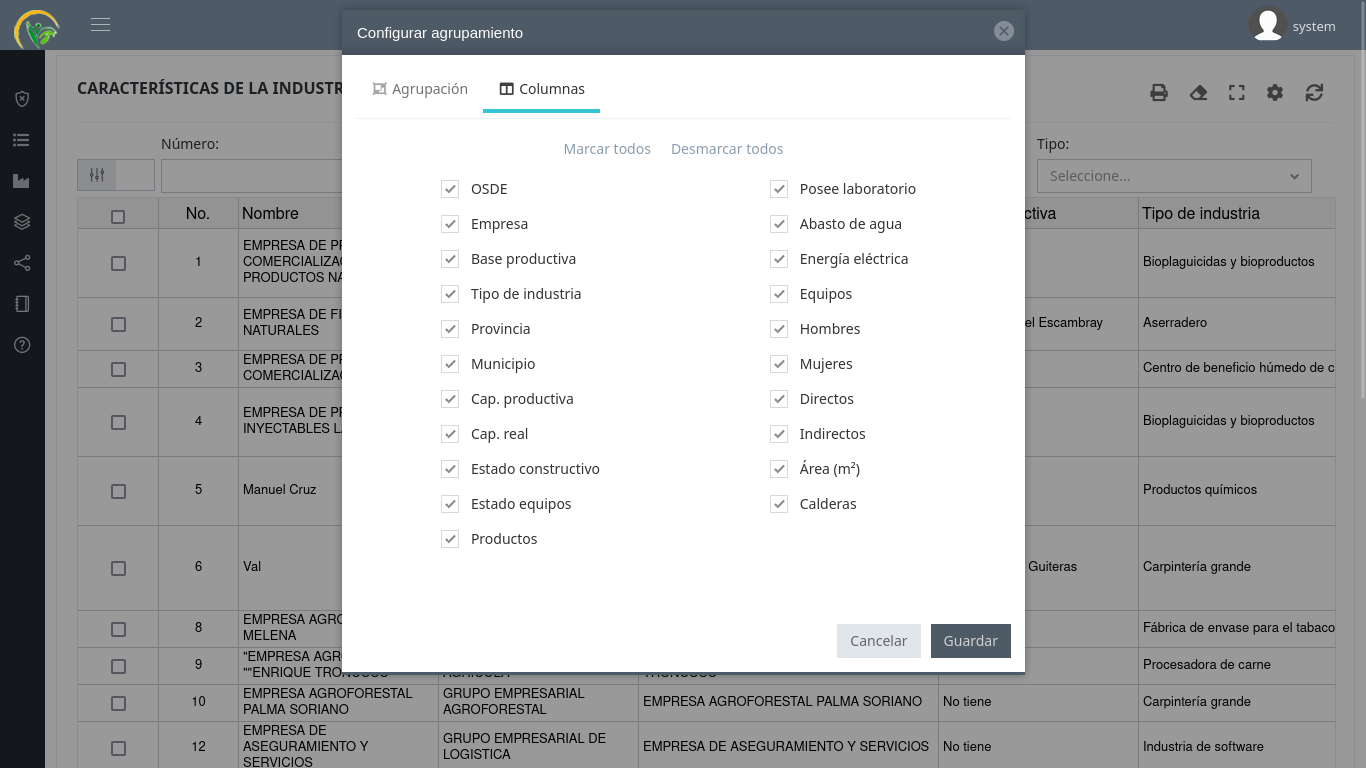 Configurar agrupamiento
system
Agrupación
Columnas
CARACTERÍSTICAS DE LA INDUSTR
Marcar todos
Desmarcar todos
Número:
Tipo:
Seleccione...
OSDE
Empresa
Base productiva
Tipo de industria
Provincia
Municipio
Cap. productiva
Cap. real
Estado constructivo
Estado equipos
Productos
Posee laboratorio
Abasto de agua
Energía eléctrica
Equipos
Hombres
Mujeres
Directos
Indirectos
Área (m²)
Calderas
Cancelar
Guardar
No.
Nombre
ctiva
Tipo de industria
1
EMPRESA DE PR
COMERCIALIZAC
PRODUCTOS NA
Bioplaguicidas y bioproductos
2
EMPRESA DE FI
NATURALES
el Escambray
Aserradero
3
EMPRESA DE PR
COMERCIALIZAC
Centro de beneficio húmedo de c
4
EMPRESA DE PR
INYECTABLES L
Bioplaguicidas y bioproductos
5
Manuel Cruz
Productos químicos
6
Val
Guiteras
Carpintería grande
8
EMPRESA AGRO
MELENA
Fábrica de envase para el tabaco
9
"EMPRESA AGR
""ENRIQUE TRONCOSO
AGRÍCOLA
TRONCOSO
Procesadora de carne
10
EMPRESA AGROFORESTAL
PALMA SORIANO
GRUPO EMPRESARIAL
AGROFORESTAL
EMPRESA AGROFORESTAL PALMA SORIANO
No tiene
Carpintería grande
12
EMPRESA DE
ASEGURAMIENTO Y
SERVICIOS
GRUPO EMPRESARIAL DE
LOGISTICA
EMPRESA DE ASEGURAMIENTO Y SERVICIOS
No tiene
Industria de software